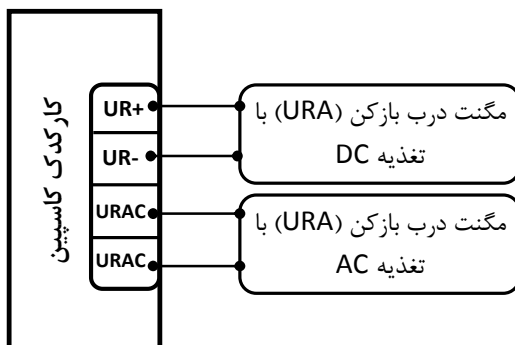 کارکدک کاسپین
UR+
UR-
URAC
URAC
مگنت درب بازکن (URA) با
تغذیه DC
مگنت درب بازکن (URA) با
تغذیه AC